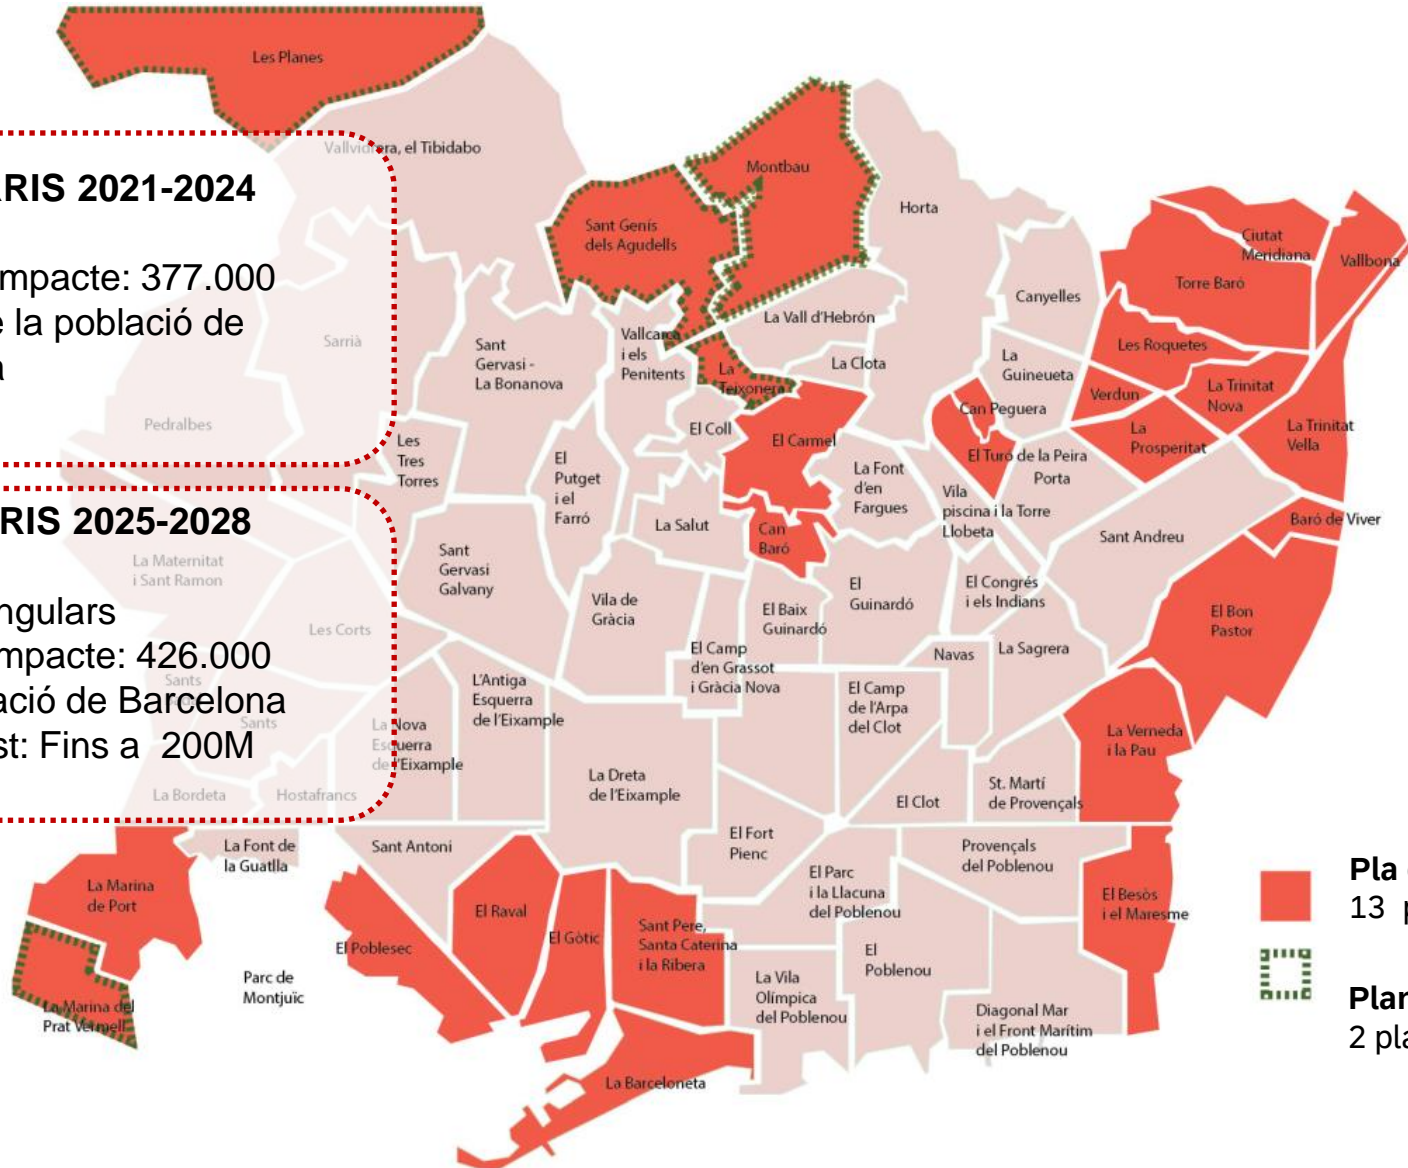 Les Planes
Vallvidrera, el Tibidabo
RIS 2021-2024
mpacte: 377.000
la població de
Montbau
Sant Genís
dels Agudells
Horta
Ciutat
Meridiana
Vallbona
Torre Baró
Canyelles
La Vall d'Hebrón
Vallcarca
i els
Penitents
Sarrià
Sant
Gervasi -
La Bonanova
La
Teixonera
La Clota
La
Guineueta
Les Roquetes
Verdun
La Trinitat
Nova
Can Peguera
Pedralbes
Les
Tres
Torres
El Coll
El Carmel
El Turó de la Peira
La
Prosperitat
La Trinitat
Vella
El
Putget
i el
Farró
La Font
d'en
Fargues
Porta
Vila
piscina i la Torre
Llobeta
RIS 2025-2028
ngulars
mpacte: 426.000
ació de Barcelona
st: Fins a 200M
La Salut
Can
Baró
Sant Andreu
Baró de Viver
La Maternitat
i Sant Ramon
Sant
Gervasi
Galvany
Les Corts
Vila de
Gràcia
El Baix
Guinardó
El
Guinardó
El Congrés
i els Indians
El Bon
Pastor
El Camp
d'en Grassot
i Gràcia Nova
Navas
La Sagrera
Sants
Sants
L'Antiga
Esquerra
de l'Eixample
La Nova
Esquerra
de l'Eixample
El Camp
de l'Arpa
del Clot
La Verneda
i la Pau
La Bordeta
Hostafrancs
La Dreta
de l'Eixample
El Clot
St. Martí
de Provençals
La Font de
la Guatlla
Sant Antoni
El Fort
Pienc
Provençals
del Poblenou
La Marina
de Port
El Raval
El Gòtic
Sant Pere,
Santa Caterina
i la Ribera
El Parc
i la Llacuna
del Poblenou
El Besòs
i el Maresme
El Poblesec
Parc de
Montjuïc
La Vila
Olímpica
del Poblenou
El
Poblenou
La Marina del
Prat Vermell
Diagonal Mar
i el Front Marítim
del Poblenou
La Barceloneta
Pla
13 p
Plan
2 pla